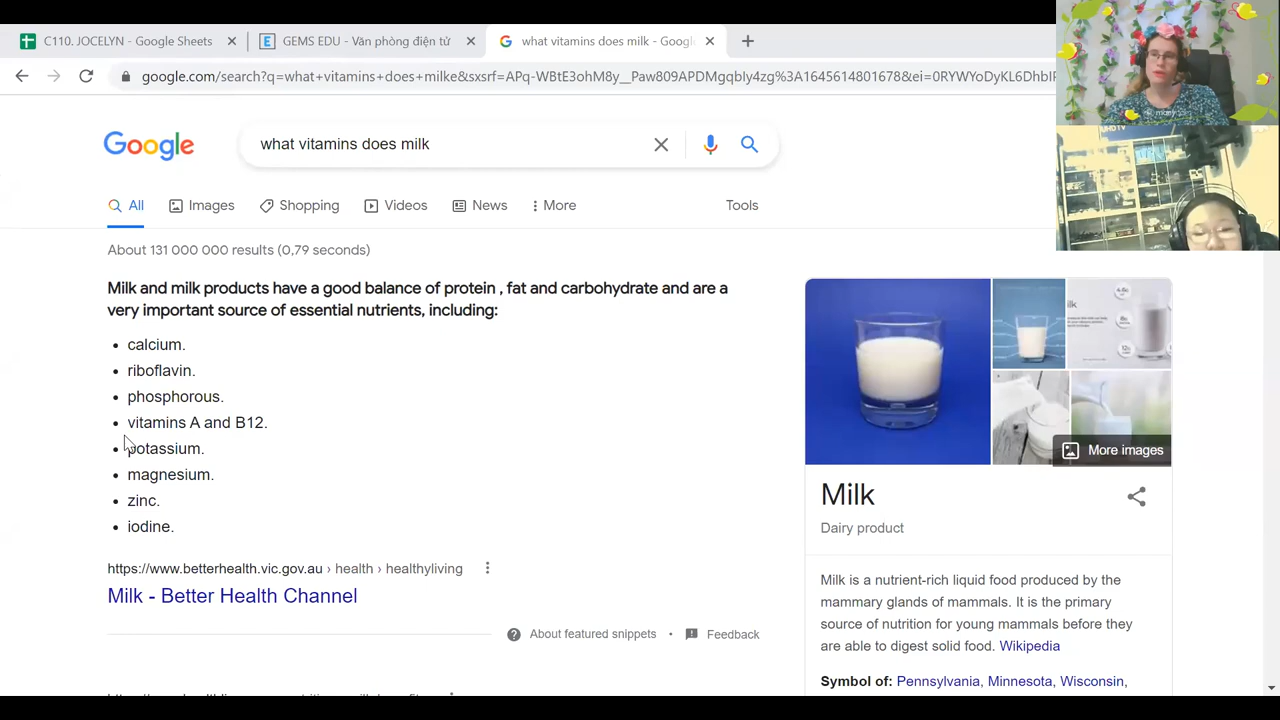 C110. JOCELYN - Google Sheets
GEMS EDU - Văn phòng điện tử
what vitamins does milk - Googl
google.com/search?q=what+vitamins+does+milke&sxsrf=APq-WBtE3ohM8y__Paw809APDMgqbIy4zg%3A1645614801678&ei=0RYWYoDyKL6DhbIP
Google
what vitamins does milk
All
Images
Shopping
Videos
News
More
Tools
About 131 000 000 results (0,79 seconds)
Milk and milk products have a good balance of protein , fat and carbohydrate and are a
very important source of essential nutrients, including:
calcium.
riboflavin.
phosphorous.
vitamins A and B12.
potassium.
magnesium.
zinc.
iodine.
https://www.betterhealth.vic.gov.au › health › healthyliving
Milk - Better Health Channel
About featured snippets • Feedback
More images
Milk
Dairy product
Milk is a nutrient-rich liquid food produced by the
mammary glands of mammals. It is the primary
source of nutrition for young mammals before they
are able to digest solid food. Wikipedia
Symbol of: Pennsylvania, Minnesota, Wisconsin,